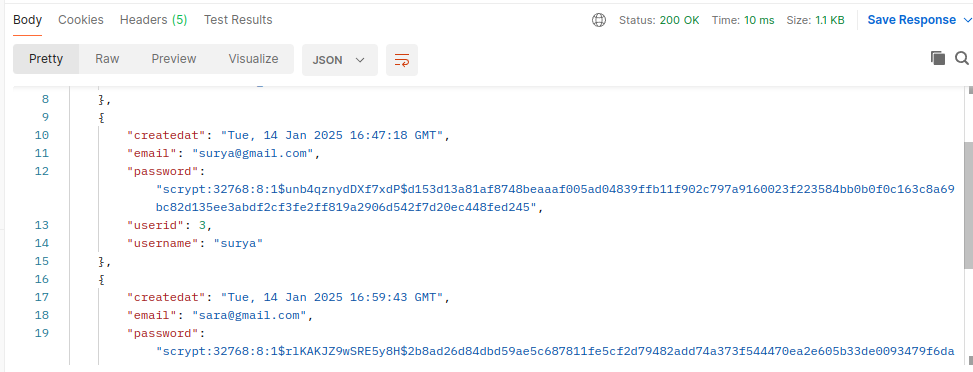 Body Cookies Headers (5) Test Results Status: 200 OK Time: 10 ms Size: 1.1 KB Save Response
Pretty Raw Preview Visualize JSON
8 },
9 {
10 "createdat": "Tue, 14 Jan 2025 16:47:18 GMT",
11 "email": "surya@gmail.com",
12 "password":
"scrypt:32768:8:1$unb4qznydDXf7xdP$d153d13a81af8748beaaaf005ad04839ffb11f902c797a9160023f223584bb0b0f0c163c8a69
bc82d135ee3abdf2cf3fe2ff819a2906d542f7d20ec448fed245",
13 "userid": 3,
14 "username": "surya"
15 },
16 {
17 "createdat": "Tue, 14 Jan 2025 16:59:43 GMT",
18 "email": "sara@gmail.com",
19 "password":
"scrypt:32768:8:1$rlKAKJZ9wSRE5y8H$2b8ad26d84dbd59ae5c687811fe5cf2d79482add74a373f544470ea2e605b33de0093479f6da